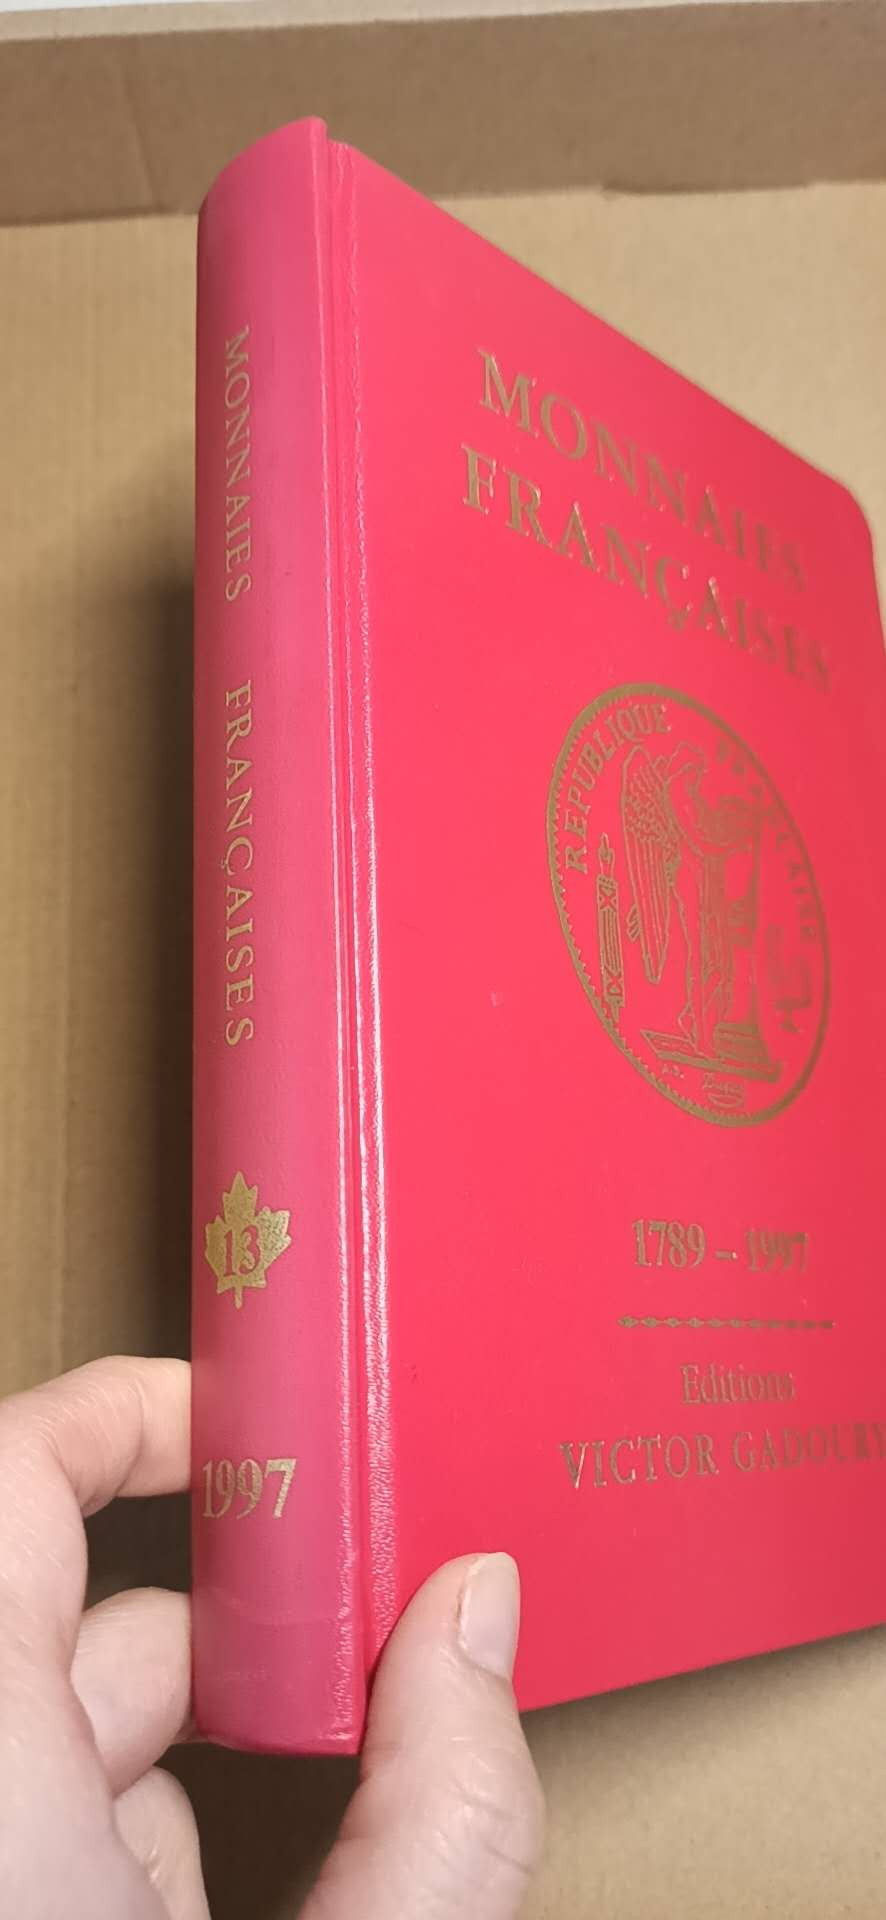 MONNAIES FRANÇAISES
13
1997
MONNAIES
FRANÇAISES
REPUBLIQUE FRANÇAISE
1789 - 1997
Editions
VICTOR GADOURY